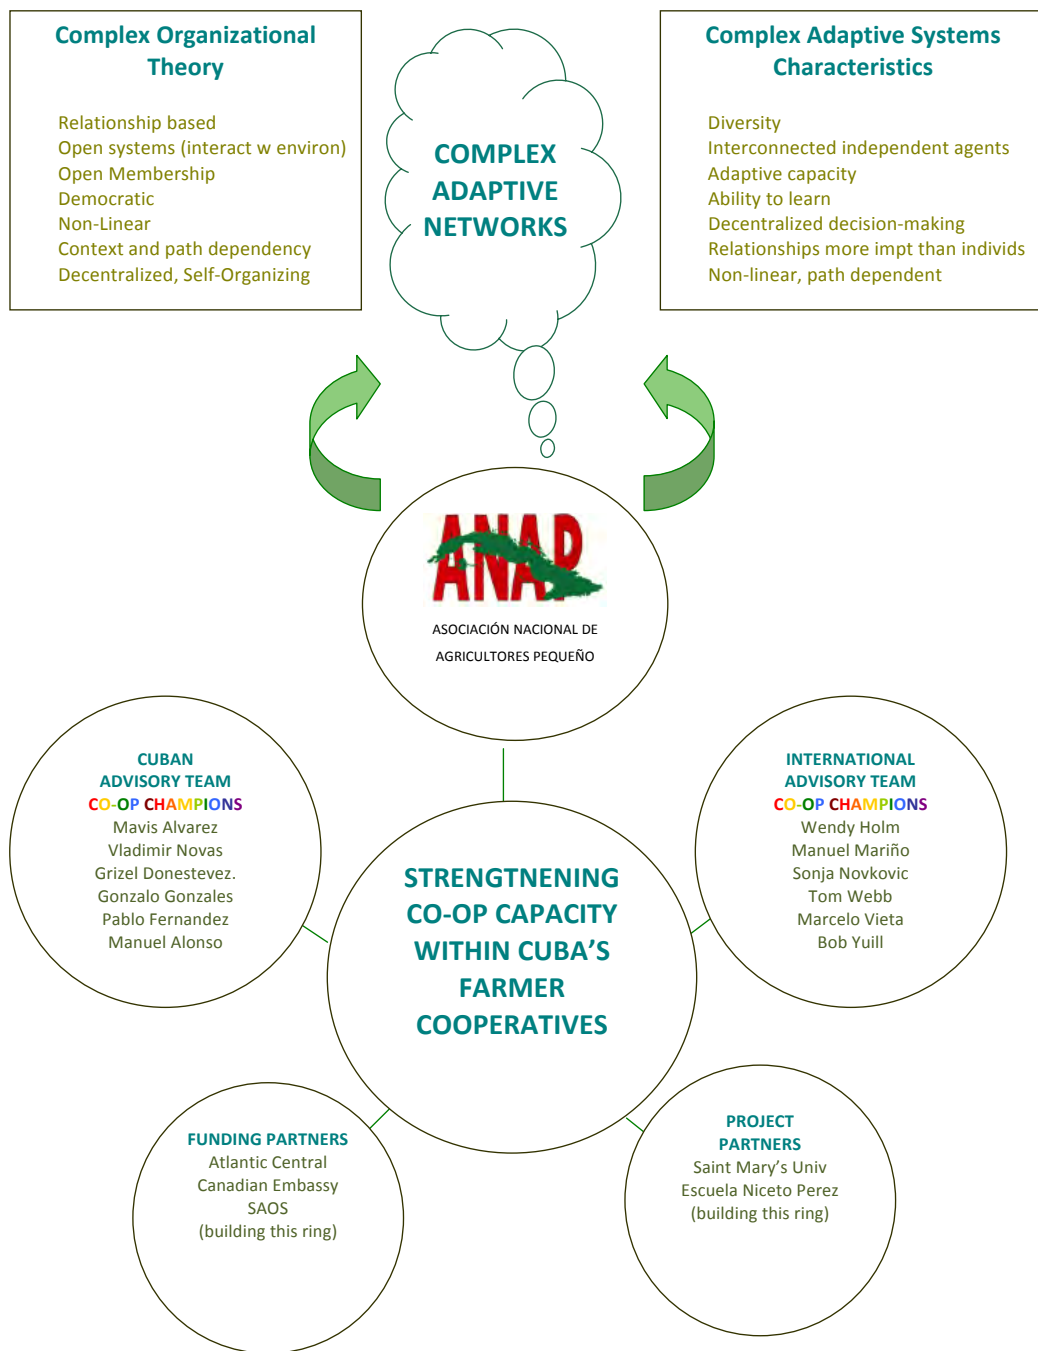 Complex Organizational
Theory
Relationship based
Open systems (interact w environ)
Open Membership
Democratic
Non-Linear
Context and path dependency
Decentralized, Self-Organizing
COMPLEX
ADAPTIVE
NETWORKS
Complex Adaptive Systems
Characteristics
Diversity
Interconnected independent agents
Adaptive capacity
Ability to learn
Decentralized decision-making
Relationships more impt than individs
Non-linear, path dependent
ANAP
ASOCIACIÓN NACIONAL DE
AGRICULTORES PEQUEÑO
CUBAN
ADVISORY TEAM
CO-OP CHAMPIONS
Mavis Alvarez
Vladimir Novas
Grizel Donestevez.
Gonzalo Gonzales
Pablo Fernandez
Manuel Alonso
INTERNATIONAL
ADVISORY TEAM
CO-OP CHAMPIONS
Wendy Holm
Manuel Mariño
Sonja Novkovic
Tom Webb
Marcelo Vieta
Bob Yuill
STRENGTNENING
CO-OP CAPACITY
WITHIN CUBA'S
FARMER
COOPERATIVES
FUNDING PARTNERS
Atlantic Central
Canadian Embassy
SAOS
(building this ring)
PROJECT
PARTNERS
Saint Mary's Univ
Escuela Niceto Perez
(building this ring)